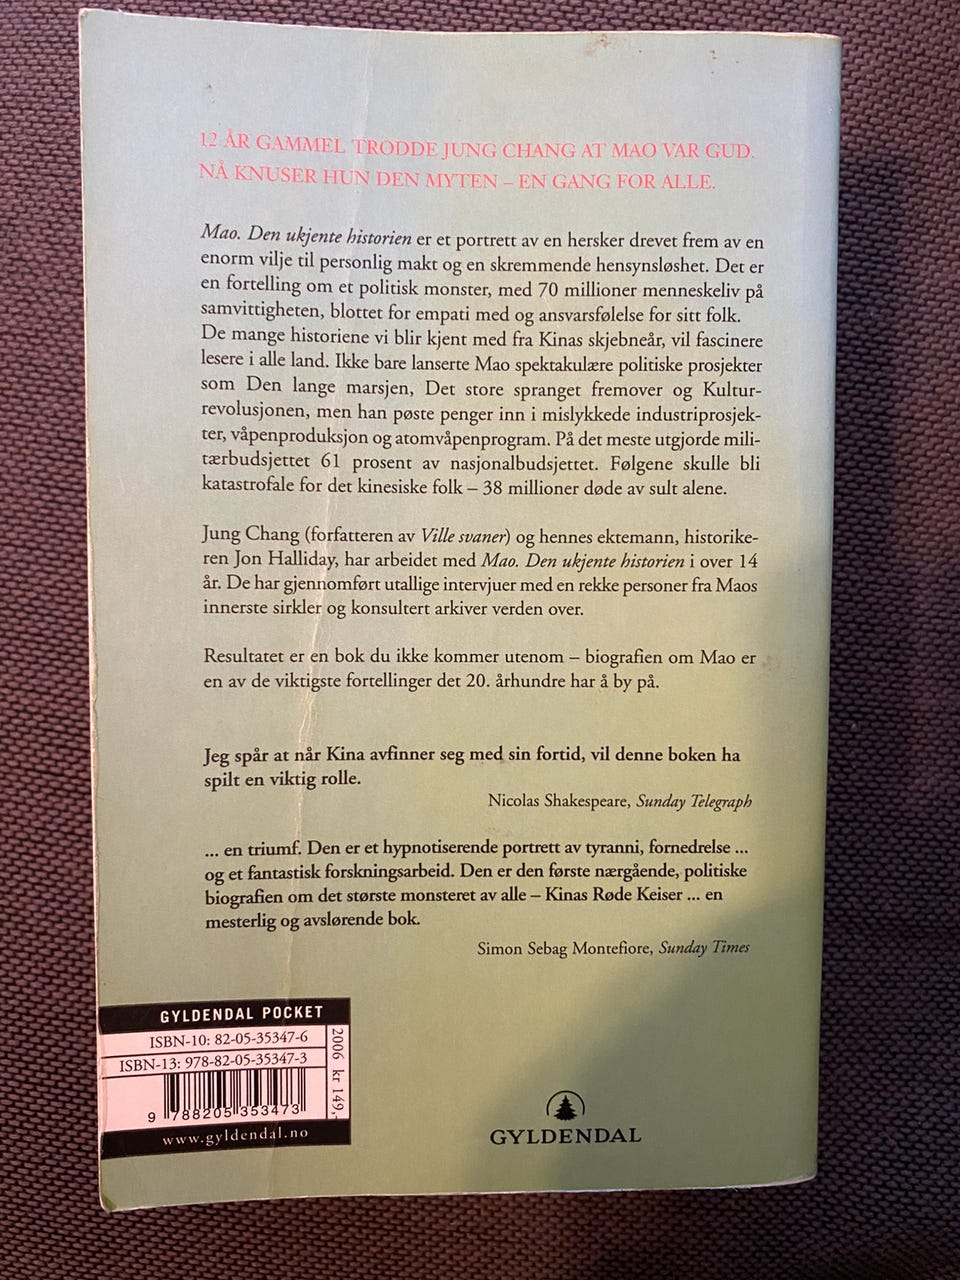 12 ÅR GAMMEL TRODDE JUNG CHANG AT MAO VAR GUD.
NÅ KNUSER HUN DEN MYTEN – EN GANG FOR ALLE.
Mao. Den ukjente historien er et portrett av en hersker drevet frem av en
enorm vilje til personlig makt og en skremmende hensynsløshet. Det er
en fortelling om et politisk monster, med 70 millioner menneskeliv på
samvittigheten, blottet for empati med og ansvarsfølelse for sitt folk.
De mange historiene vi blir kjent med fra Kinas skjebneår, vil fascinere
lesere i alle land. Ikke bare lanserte Mao spektakulære politiske prosjekter
som Den lange marsjen, Det store spranget fremover og Kultur-
revolusjonen, men han pøste penger inn i mislykkede industriprosjek-
ter, våpenproduksjon og atomvåpenprogram. På det meste utgjorde mili-
tærbudsjettet 61 prosent av nasjonalbudsjettet. Følgene skulle bli
katastrofale for det kinesiske folk – 38 millioner døde av sult alene.
Jung Chang (forfatteren av Ville svaner) og hennes ektemann, historike-
ren Jon Halliday, har arbeidet med Mao. Den ukjente historien i over 14
år. De har gjennomført utallige intervjuer med en rekke personer fra Maos
innerste sirkler og konsultert arkiver verden over.
Resultatet er en bok du ikke kommer utenom – biografien om Mao er
en av de viktigste fortellinger det 20. århundre har å by på.
Jeg spår at når Kina avfinner seg med sin fortid, vil denne boken ha
spilt en viktig rolle.
Nicolas Shakespeare, Sunday Telegraph
... en triumf. Den er et hypnotiserende portrett av tyranni, fornedrelse ...
og et fantastisk forskningsarbeid. Den er den første nærgående, politiske
biografien om det største monsteret av alle – Kinas Røde Keiser ... en
mesterlig og avslørende bok.
Simon Sebag Montefiore, Sunday Times
GYLDENDAL POCKET
ISBN-10: 82-05-35347-6
ISBN-13: 978-82-05-35347-3
2006 kr 149,-
9 788205 353473
www.gyldendal.no
GYLDENDAL